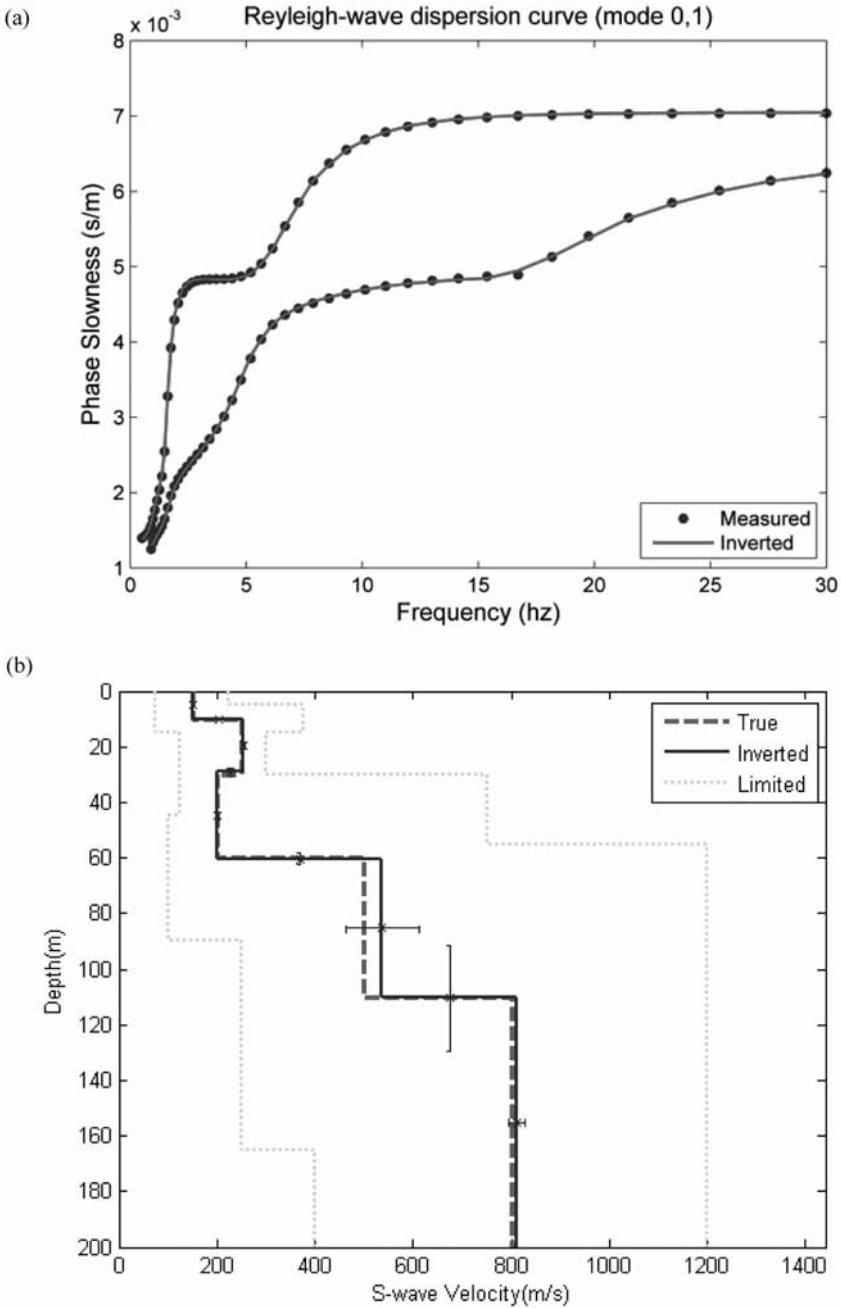 (a)
Reyleigh-wave dispersion curve (mode 0,1)
x 10⁻³
8
7
6
5
4
3
2
1
Phase Slowness (s/m)
Measured
Inverted
0 5 10 15 20 25 30
Frequency (hz)
(b)
0
20
40
60
80
100
120
140
160
180
200
Depth(m)
True
Inverted
Limited
0 200 400 600 800 1000 1200 1400
S-wave Velocity(m/s)